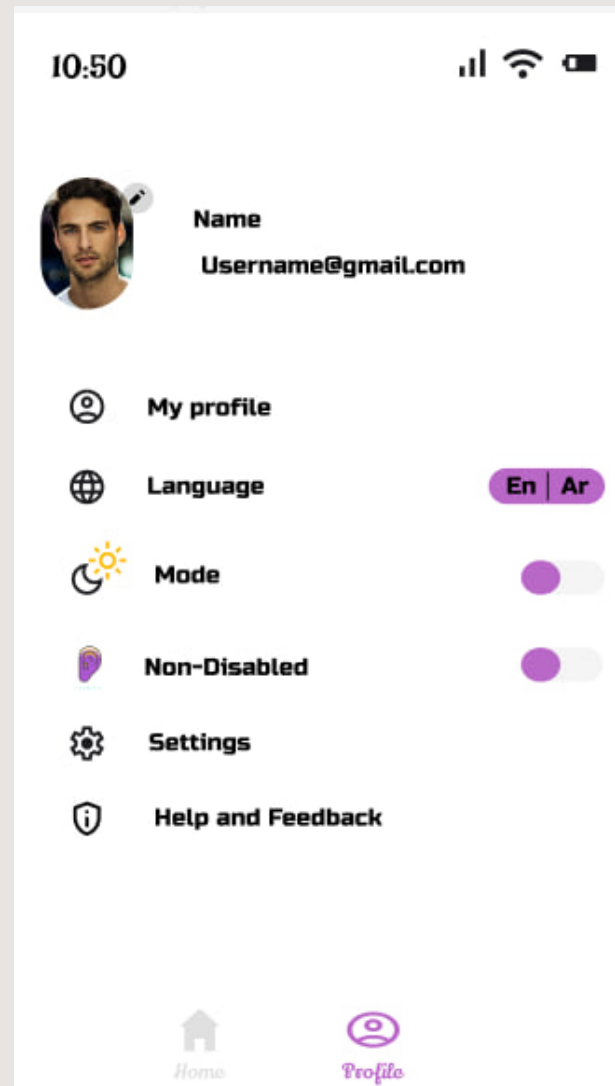 10:50
Name
Username@gmail.com
My profile
Language
En | Ar
Mode
Non-Disabled
Settings
Help and Feedback
Home
Profile